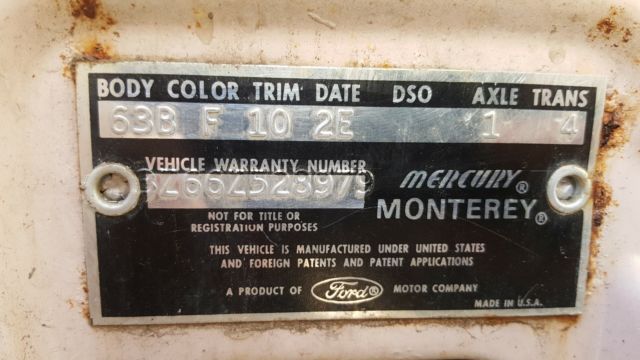 BODY COLOR TRIM DATE DSO AXLE TRANS
63B F 10 2E 1 4
VEHICLE WARRANTY NUMBER
3Z66Z528979
MERCURY®
MONTEREY®
NOT FOR TITLE OR
REGISTRATION PURPOSES
THIS VEHICLE IS MANUFACTURED UNDER UNITED STATES
AND FOREIGN PATENTS AND PATENT APPLICATIONS
A PRODUCT OF Ford® MOTOR COMPANY
MADE IN U.S.A.